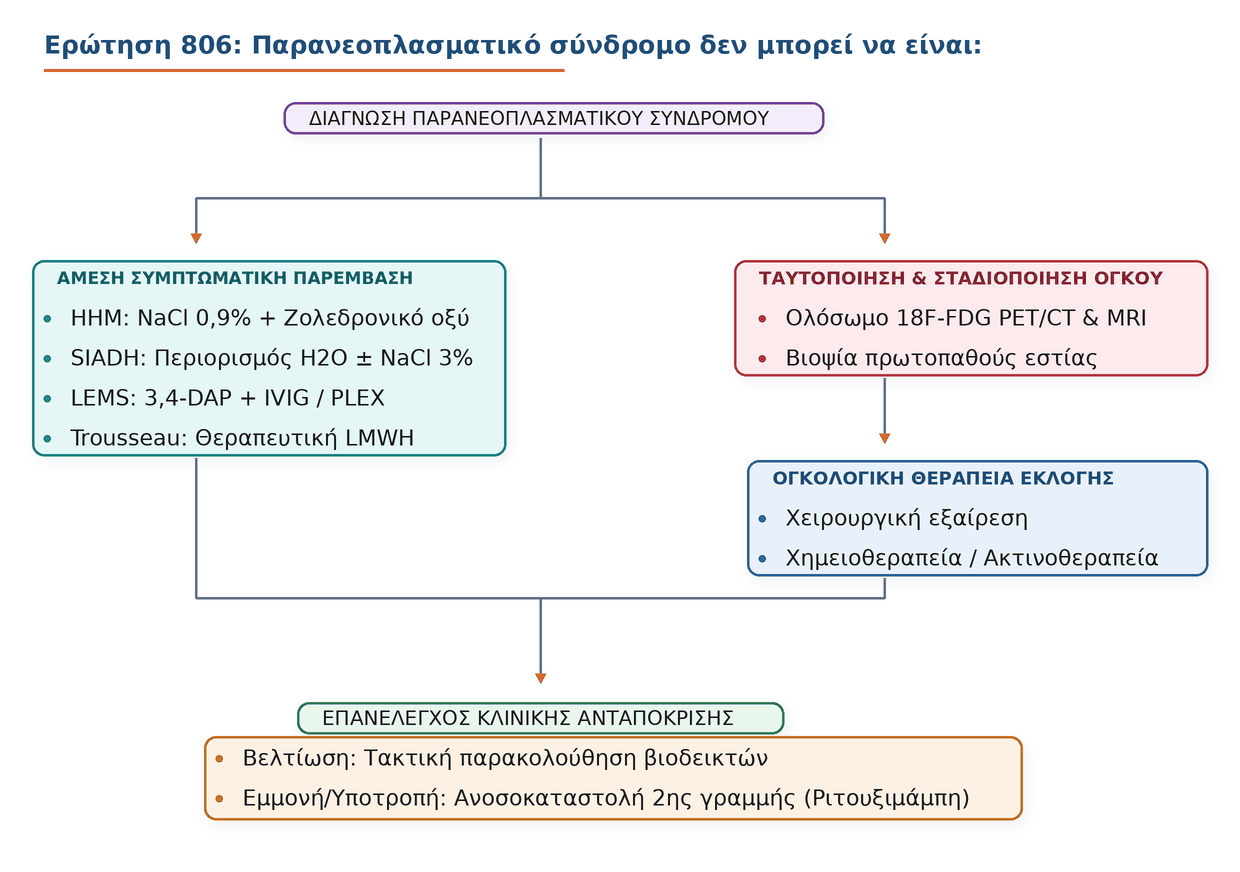 Ερώτηση 806: Παρανεοπλασματικό σύνδρομο δεν μπορεί να είναι:
ΔΙΑΓΝΩΣΗ ΠΑΡΑΝΕΟΠΛΑΣΜΑΤΙΚΟΥ ΣΥΝΔΡΟΜΟΥ
ΑΜΕΣΗ ΣΥΜΠΤΩΜΑΤΙΚΗ ΠΑΡΕΜΒΑΣΗ
• HHM: NaCl 0,9% + Ζολεδρονικό οξύ
• SIADH: Περιορισμός H2O ± NaCl 3%
• LEMS: 3,4-DAP + IVIG / PLEX
• Trousseau: Θεραπευτική LMWH
ΤΑΥΤΟΠΟΙΗΣΗ & ΣΤΑΔΙΟΠΟΙΗΣΗ ΟΓΚΟΥ
• Ολόσωμο 18F-FDG PET/CT & MRI
• Βιοψία πρωτοπαθούς εστίας
ΟΓΚΟΛΟΓΙΚΗ ΘΕΡΑΠΕΙΑ ΕΚΛΟΓΗΣ
• Χειρουργική εξαίρεση
• Χημειοθεραπεία / Ακτινοθεραπεία
ΕΠΑΝΕΛΕΓΧΟΣ ΚΛΙΝΙΚΗΣ ΑΝΤΑΠΟΚΡΙΣΗΣ
• Βελτίωση: Τακτική παρακολούθηση βιοδεικτών
• Εμμονή/Υποτροπή: Ανοσοκαταστολή 2ης γραμμής (Ριτουξιμάμπη)